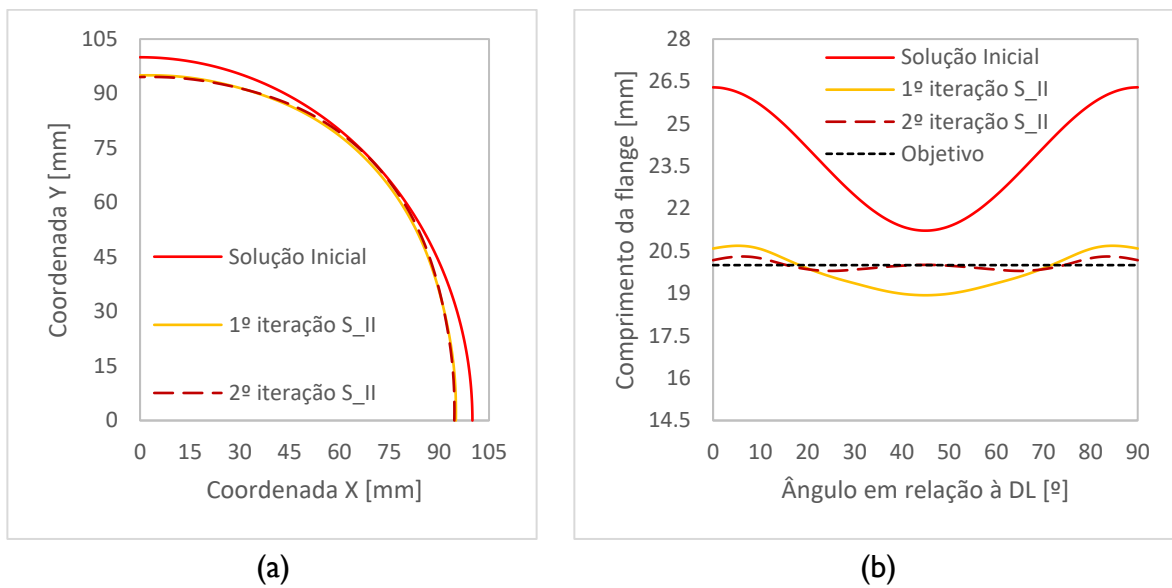 105
90
75
60
45
30
15
0
Coordenada Y [mm]
Solução Inicial
1º iteração S_II
2º iteração S_II
0 15 30 45 60 75 90 105
Coordenada X [mm]
(a)
28
26.5
25
23.5
22
20.5
19
17.5
16
14.5
Comprimento da flange [mm]
Solução Inicial
1º iteração S_II
2º iteração S_II
Objetivo
0 10 20 30 40 50 60 70 80 90
Ângulo em relação à DL [º]
(b)